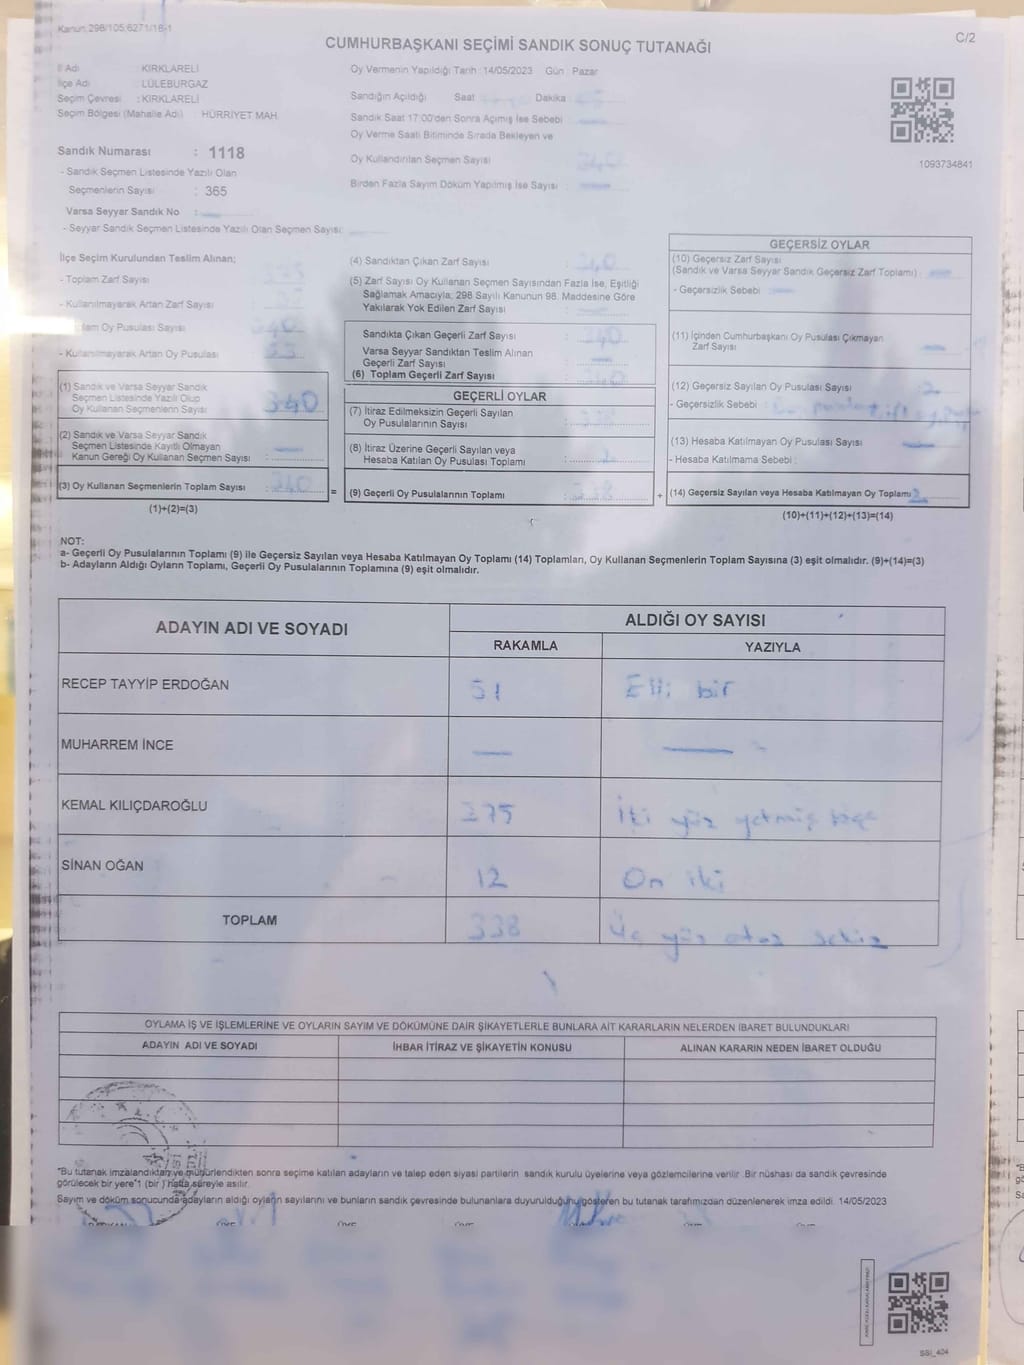 Kanun:298/105;6271/18-1
C/2
CUMHURBAŞKANI SEÇİMİ SANDIK SONUÇ TUTANAĞI
İl Adı : KIRKLARELİ
İlçe Adı : LÜLEBURGAZ
Seçim Çevresi : KIRKLARELİ
Seçim Bölgesi (Mahalle Adı) HÜRRİYET MAH.
Sandık Numarası : 1118
- Sandık Seçmen Listesinde Yazılı Olan
Seçmenlerin Sayısı : 365
Varsa Seyyar Sandık No :
- Seyyar Sandık Seçmen Listesinde Yazılı Olan Seçmen Sayısı:
Oy Vermenin Yapıldığı Tarih :14/05/2023 Gün : Pazar
Sandığın Açıldığı Saat Dakika :
Sandık Saat 17:00'den Sonra Açımış İse Sebebi :
Oy Verme Saati Bitiminde Sırada Bekleyen ve
Oy Kullandırılan Seçmen Sayısı :
Birden Fazla Sayım Döküm Yapılmış İse Sayısı :
1093734841
İlçe Seçim Kurulundan Teslim Alınan;
- Toplam Zarf Sayısı :
- Kullanılmayarak Artan Zarf Sayısı :
Oy Pusulası Sayısı :
- Kullanılmayarak Artan Oy Pusulası :
(1) Sandık ve Varsa Seyyar Sandık
Seçmen Listesinde Yazılı Olup
Oy Kullanan Seçmenlerin Sayısı : 340
(2) Sandık ve Varsa Seyyar Sandık
Seçmen Listesinde Kayıtlı Olmayan
Kanun Gereği Oy Kullanan Seçmen Sayısı :
(3) Oy Kullanan Seçmenlerin Toplam Sayısı : 340
(1)+(2)=(3)
(4) Sandıktan Çıkan Zarf Sayısı : 340
(5) Zarf Sayısı Oy Kullanan Seçmen Sayısından Fazla İse, Eşitliği
Sağlamak Amacıyla, 298 Sayılı Kanunun 98. Maddesine Göre
Yakılarak Yok Edilen Zarf Sayısı :
Sandıkta Çıkan Geçerli Zarf Sayısı : 340
Varsa Seyyar Sandıktan Teslim Alınan
Geçerli Zarf Sayısı :
(6) Toplam Geçerli Zarf Sayısı : 340
GEÇERLİ OYLAR
(7) İtiraz Edilmeksizin Geçerli Sayılan
Oy Pusulalarının Sayısı : 338
(8) İtiraz Üzerine Geçerli Sayılan veya
Hesaba Katılan Oy Pusulası Toplamı :
= (9) Geçerli Oy Pusulalarının Toplamı : 338
GEÇERSİZ OYLAR
(10) Geçersiz Zarf Sayısı
(Sandık ve Varsa Seyyar Sandık Geçersiz Zarf Toplamı) :
- Geçersizlik Sebebi :
(11) İçinden Cumhurbaşkanı Oy Pusulası Çıkmayan
Zarf Sayısı :
(12) Geçersiz Sayılan Oy Pusulası Sayısı : 2
- Geçersizlik Sebebi :
(13) Hesaba Katılmayan Oy Pusulası Sayısı :
- Hesaba Katılmama Sebebi :
+ (14) Geçersiz Sayılan veya Hesaba Katılmayan Oy Toplamı: 2
(10)+(11)+(12)+(13)=(14)
NOT:
a- Geçerli Oy Pusulalarının Toplamı (9) ile Geçersiz Sayılan veya Hesaba Katılmayan Oy Toplamı (14) Toplamları, Oy Kullanan Seçmenlerin Toplam Sayısına (3) eşit olmalıdır. (9)+(14)=(3)
b- Adayların Aldığı Oyların Toplamı, Geçerli Oy Pusulalarının Toplamına (9) eşit olmalıdır.
ADAYIN ADI VE SOYADI ALDIĞI OY SAYISI
RAKAMLA YAZIYLA
RECEP TAYYİP ERDOĞAN 51 Elli bir
MUHARREM İNCE
KEMAL KILIÇDAROĞLU 275 İki yüz yetmiş beş
SİNAN OĞAN 12 On iki
TOPLAM 338 Üç yüz otuz sekiz
OYLAMA İŞ VE İŞLEMLERİNE VE OYLARIN SAYIM VE DÖKÜMÜNE DAİR ŞİKAYETLERLE BUNLARA AİT KARARLARIN NELERDEN İBARET BULUNDUKLARI
ADAYIN ADI VE SOYADI İHBAR İTİRAZ VE ŞİKAYETİN KONUSU ALINAN KARARIN NEDEN İBARET OLDUĞU
"Bu tutanak imzalandıktan ve mühürlendikten sonra seçime katılan adayların ve talep eden siyasi partilerin sandık kurulu üyelerine veya gözlemcilerine verilir. Bir nüshası da sandık çevresinde
görülecek bir yere"1 (bir ) hafta süreyle asılır.
Sayım ve döküm sonucunda adayların aldığı oyların sayılarını ve bunların sandık çevresinde bulunanlara duyurulduğunu gösteren bu tutanak tarafımızdan düzenlenerek imza edildi. 14/05/2023
SSİ_404